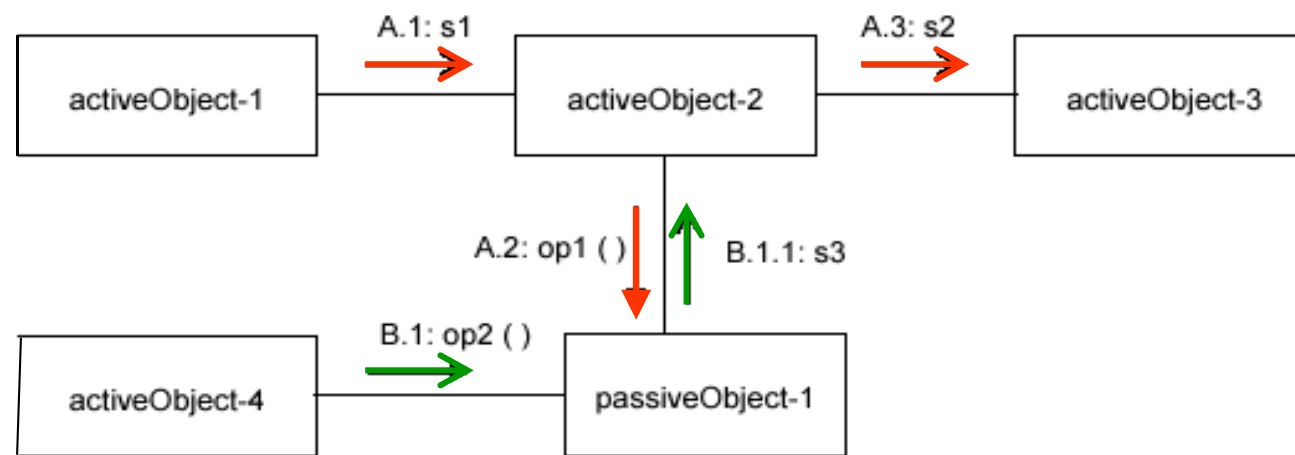 A.1: s1
A.3: s2
activeObject-1
activeObject-2
activeObject-3
A.2: op1 ( )
B.1.1: s3
B.1: op2 ( )
activeObject-4
passiveObject-1